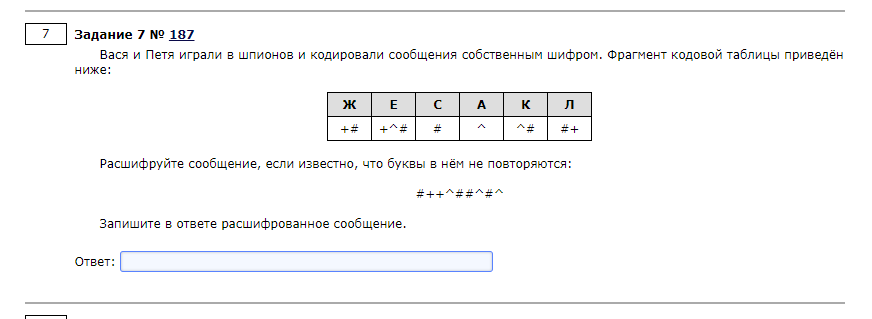 7
Задание 7 № 187
Вася и Петя играли в шпионов и кодировали сообщения собственным шифром. Фрагмент кодовой таблицы приведён
ниже:
Ж Е С А К Л
+# +^# # ^ ^# #+
Расшифруйте сообщение, если известно, что буквы в нём не повторяются:
#++^##^#^
Запишите в ответе расшифрованное сообщение.
Ответ: